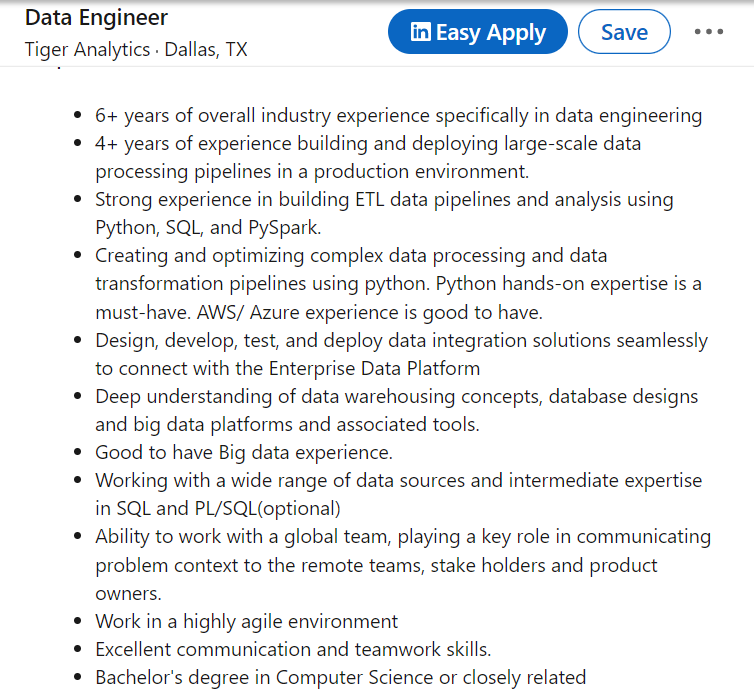 Data Engineer
Tiger Analytics · Dallas, TX
in Easy Apply
Save
• 6+ years of overall industry experience specifically in data engineering
• 4+ years of experience building and deploying large-scale data
processing pipelines in a production environment.
• Strong experience in building ETL data pipelines and analysis using
Python, SQL, and PySpark.
• Creating and optimizing complex data processing and data
transformation pipelines using python. Python hands-on expertise is a
must-have. AWS/ Azure experience is good to have.
• Design, develop, test, and deploy data integration solutions seamlessly
to connect with the Enterprise Data Platform
• Deep understanding of data warehousing concepts, database designs
and big data platforms and associated tools.
• Good to have Big data experience.
• Working with a wide range of data sources and intermediate expertise
in SQL and PL/SQL(optional)
• Ability to work with a global team, playing a key role in communicating
problem context to the remote teams, stake holders and product
owners.
• Work in a highly agile environment
• Excellent communication and teamwork skills.
• Bachelor's degree in Computer Science or closely related